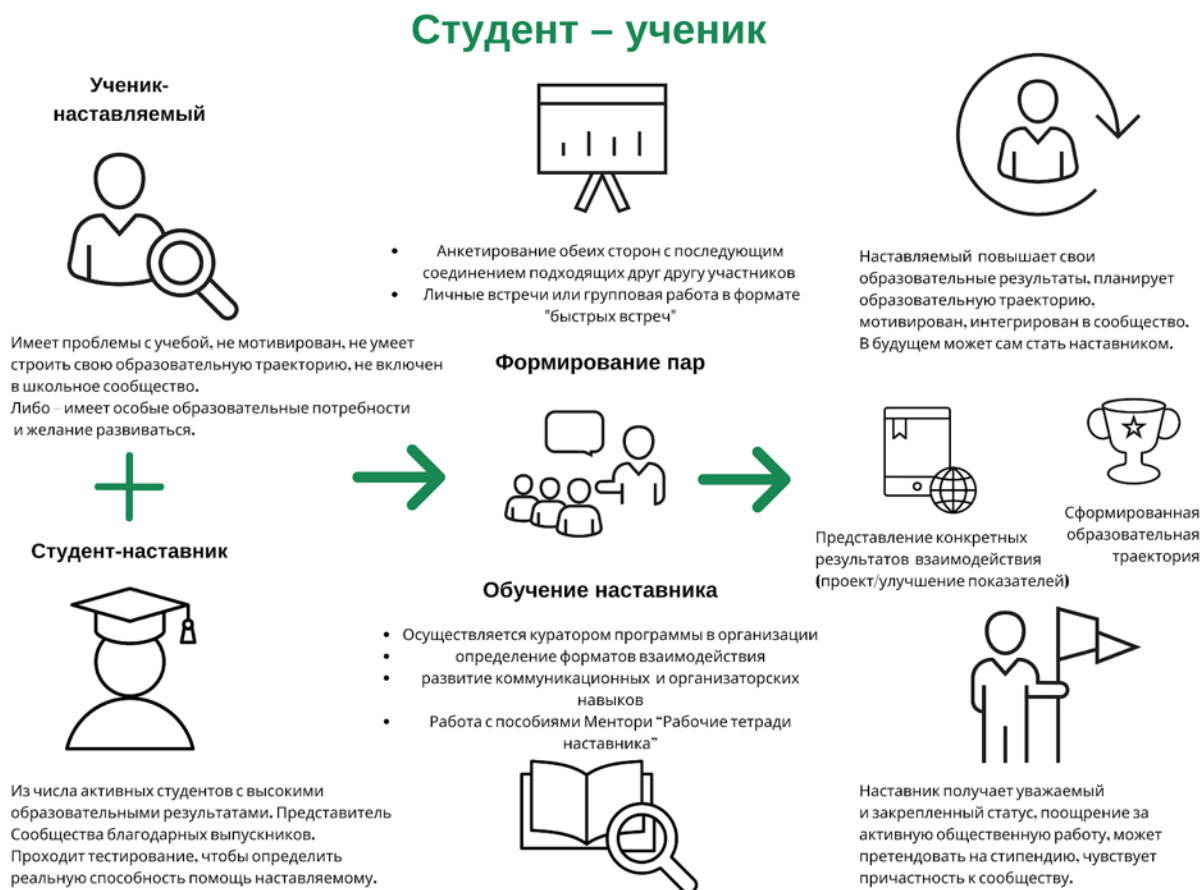 Студент – ученик
Ученик-
наставляемый
Имеет проблемы с учебой, не мотивирован, не умеет
строить свою образовательную траекторию, не включен
в школьное сообщество.
Либо – имеет особые образовательные потребности
и желание развиваться.
Студент-наставник
Из числа активных студентов с высокими
образовательными результатами. Представитель
Сообщества благодарных выпускников.
Проходит тестирование, чтобы определить
реальную способность помощь наставляемому.
• Анкетирование обеих сторон с последующим
соединением подходящих друг другу участников
• Личные встречи или групповая работа в формате
"быстрых встреч"
Формирование пар
Обучение наставника
• Осуществляется куратором программы в организации
• определение форматов взаимодействия
• развитие коммуникационных и организаторских
навыков
• Работа с пособиями Ментори “Рабочие тетради
наставника”
Наставляемый повышает свои
образовательные результаты, планирует
образовательную траекторию,
мотивирован, интегрирован в сообщество.
В будущем может сам стать наставником.
Представление конкретных
результатов взаимодействия
(проект/улучшение показателей)
Сформированная
образовательная
траектория
Наставник получает уважаемый
и закрепленный статус, поощрение за
активную общественную работу, может
претендовать на стипендию, чувствует
причастность к сообществу.